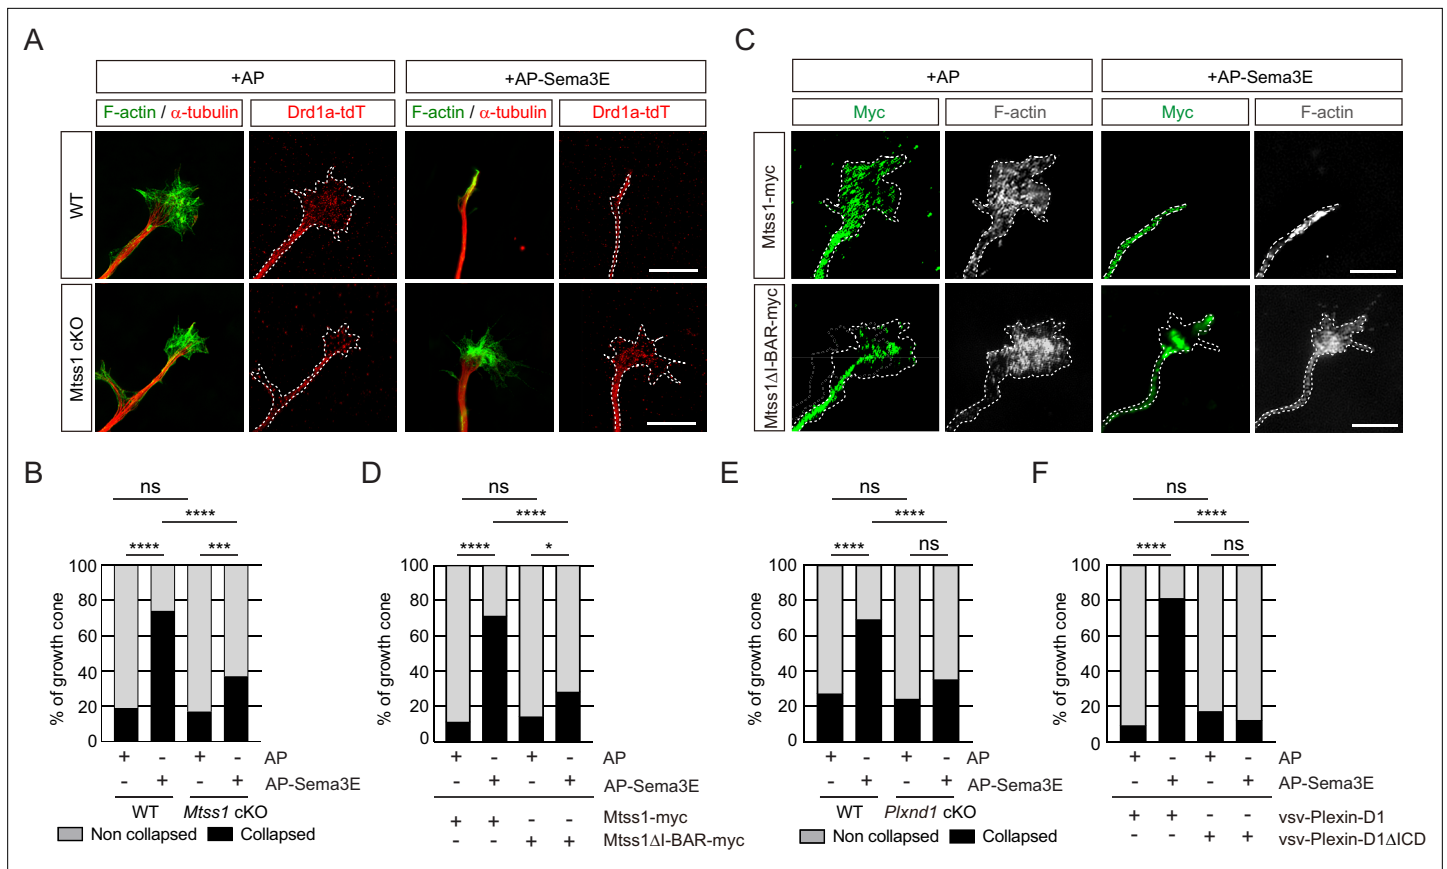 A
+AP
+AP-Sema3E
F-actin / α-tubulin
Drd1a-tdT
F-actin / α-tubulin
Drd1a-tdT
WT
Mtss1 cKO
C
+AP
+AP-Sema3E
Myc
F-actin
Myc
F-actin
Mtss1-myc
Mtss1ΔI-BAR-myc
B
ns
****
**** ***
% of growth cone
100
80
60
40
20
0
+ - + - AP
- + - + AP-Sema3E
WT Mtss1 cKO
Non collapsed Collapsed
D
ns
****
**** *
% of growth cone
100
80
60
40
20
0
+ - + - AP
- + - + AP-Sema3E
+ + - - Mtss1-myc
- - + + Mtss1ΔI-BAR-myc
E
ns
****
**** ns
% of growth cone
100
80
60
40
20
0
+ - + - AP
- + - + AP-Sema3E
WT Plxnd1 cKO
Non collapsed Collapsed
F
ns
****
**** ns
% of growth cone
100
80
60
40
20
0
+ - + - AP
- + - + AP-Sema3E
+ + - - vsv-Plexin-D1
- - + + vsv-Plexin-D1ΔICD